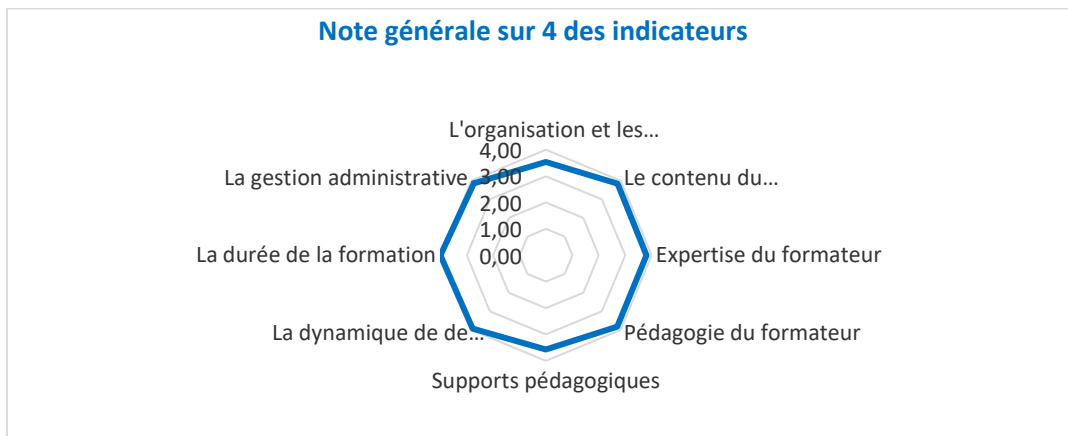 Note générale sur 4 des indicateurs
L'organisation et les...
4,00
La gestion administrative
3,00
Le contenu du...
2,00
1,00
La durée de la formation
0,00
Expertise du formateur
La dynamique de de...
Pédagogie du formateur
Supports pédagogiques